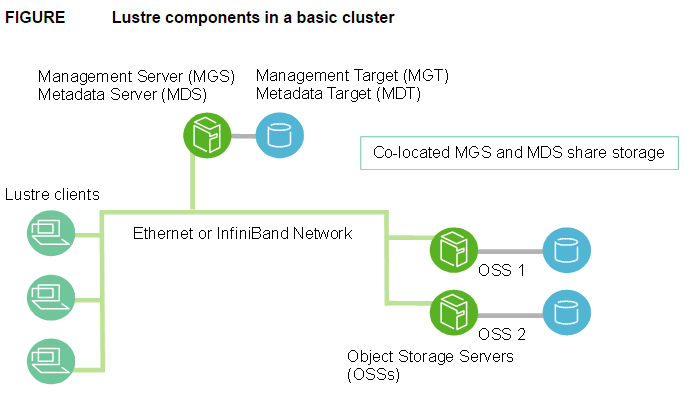 FIGURE Lustre components in a basic cluster
Management Server (MGS)
Metadata Server (MDS)
Management Target (MGT)
Metadata Target (MDT)
Co-located MGS and MDS share storage
Lustre clients
Ethernet or InfiniBand Network
OSS 1
OSS 2
Object Storage Servers
(OSSs)